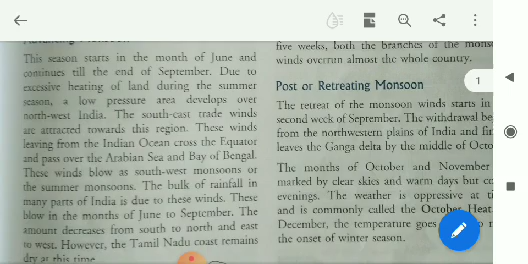 This season starts in the month of June and
continues till the end of September. Due to
excessive heating of land during the summer
season, a low pressure area develops over
north-west India. The south-east trade winds
are attracted towards this region. These winds
leaving from the Indian Ocean cross the Equator
and pass over the Arabian Sea and Bay of Bengal.
These winds blow as south-west monsoons or
the summer monsoons. The bulk of rainfall in
many parts of India is due to these winds. These
blow in the months of June to September. The
amount decreases from south to north and east
to west. However, the Tamil Nadu coast remains
dry at this time.
five weeks, both the branches of the mons
winds overrun almost the whole country.
Post or Retreating Monsoon
The retreat of the monsoon winds starts in
second week of September. The withdrawal be
from the northwestern plains of India and fin
leaves the Ganga delta by the middle of Octo
The months of October and November
marked by clear skies and warm days but co
evenings. The weather is oppressive at ti
and is commonly called the October Heat.
December, the temperature goes
the onset of winter season.
1